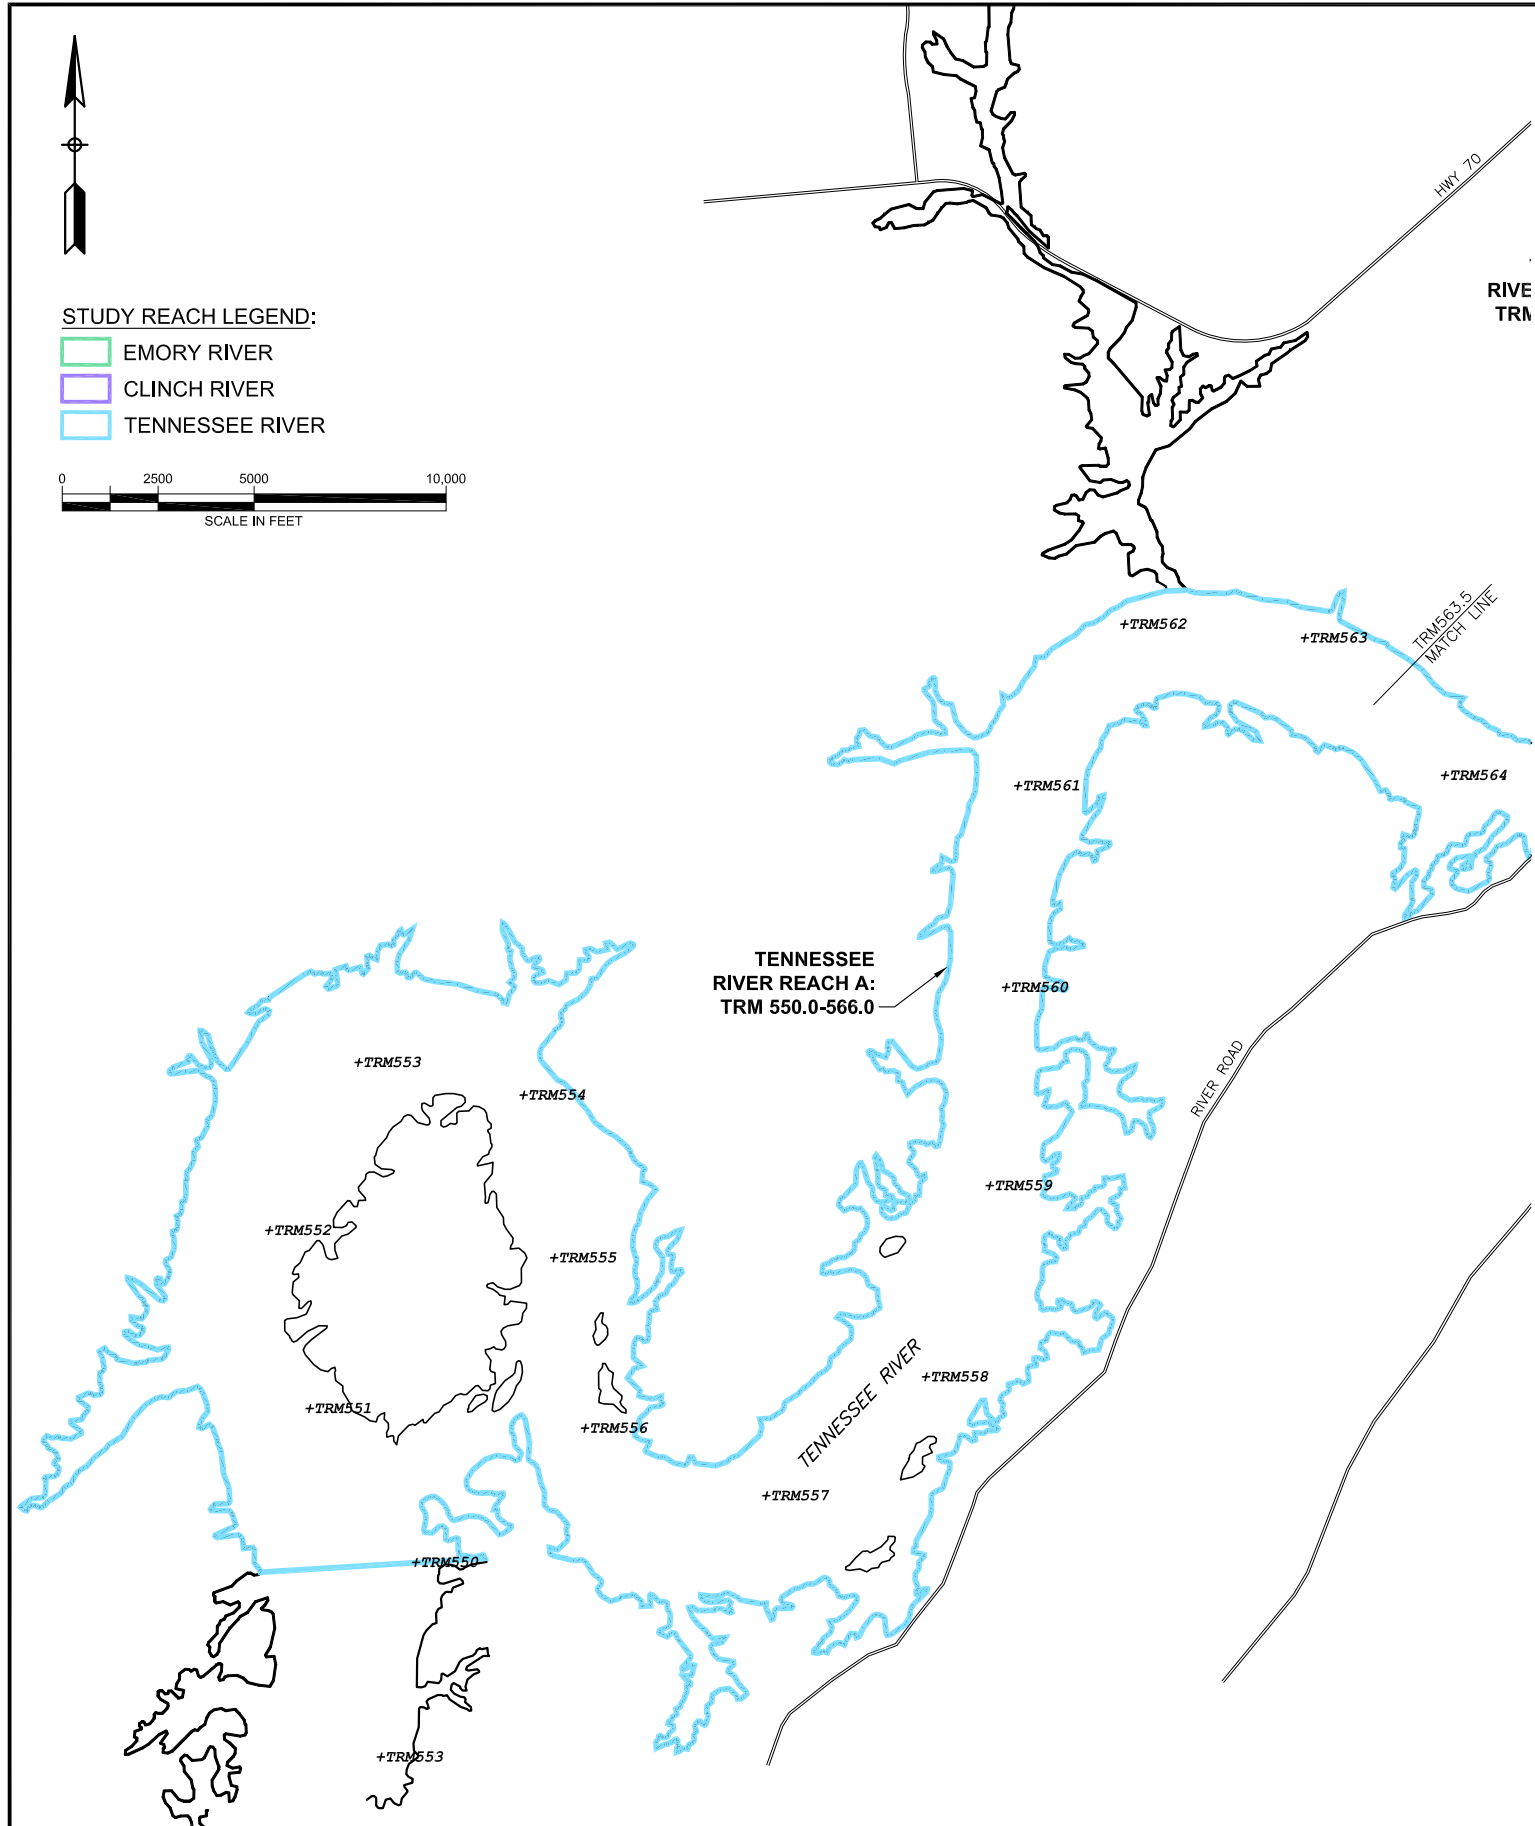 HWY 70
RIVE
TRM
STUDY REACH LEGEND:
EMORY RIVER
CLINCH RIVER
TENNESSEE RIVER
0 2500 5000 10,000
SCALE IN FEET
TRM563.5
MATCH LINE
+TRM562
+TRM563
+TRM561
+TRM564
TENNESSEE
RIVER REACH A:
TRM 550.0-566.0
+TRM560
RIVER ROAD
+TRM553
+TRM554
+TRM559
+TRM552
+TRM555
TENNESSEE RIVER
+TRM558
+TRM551
+TRM556
+TRM557
+TRM550
+TRM553